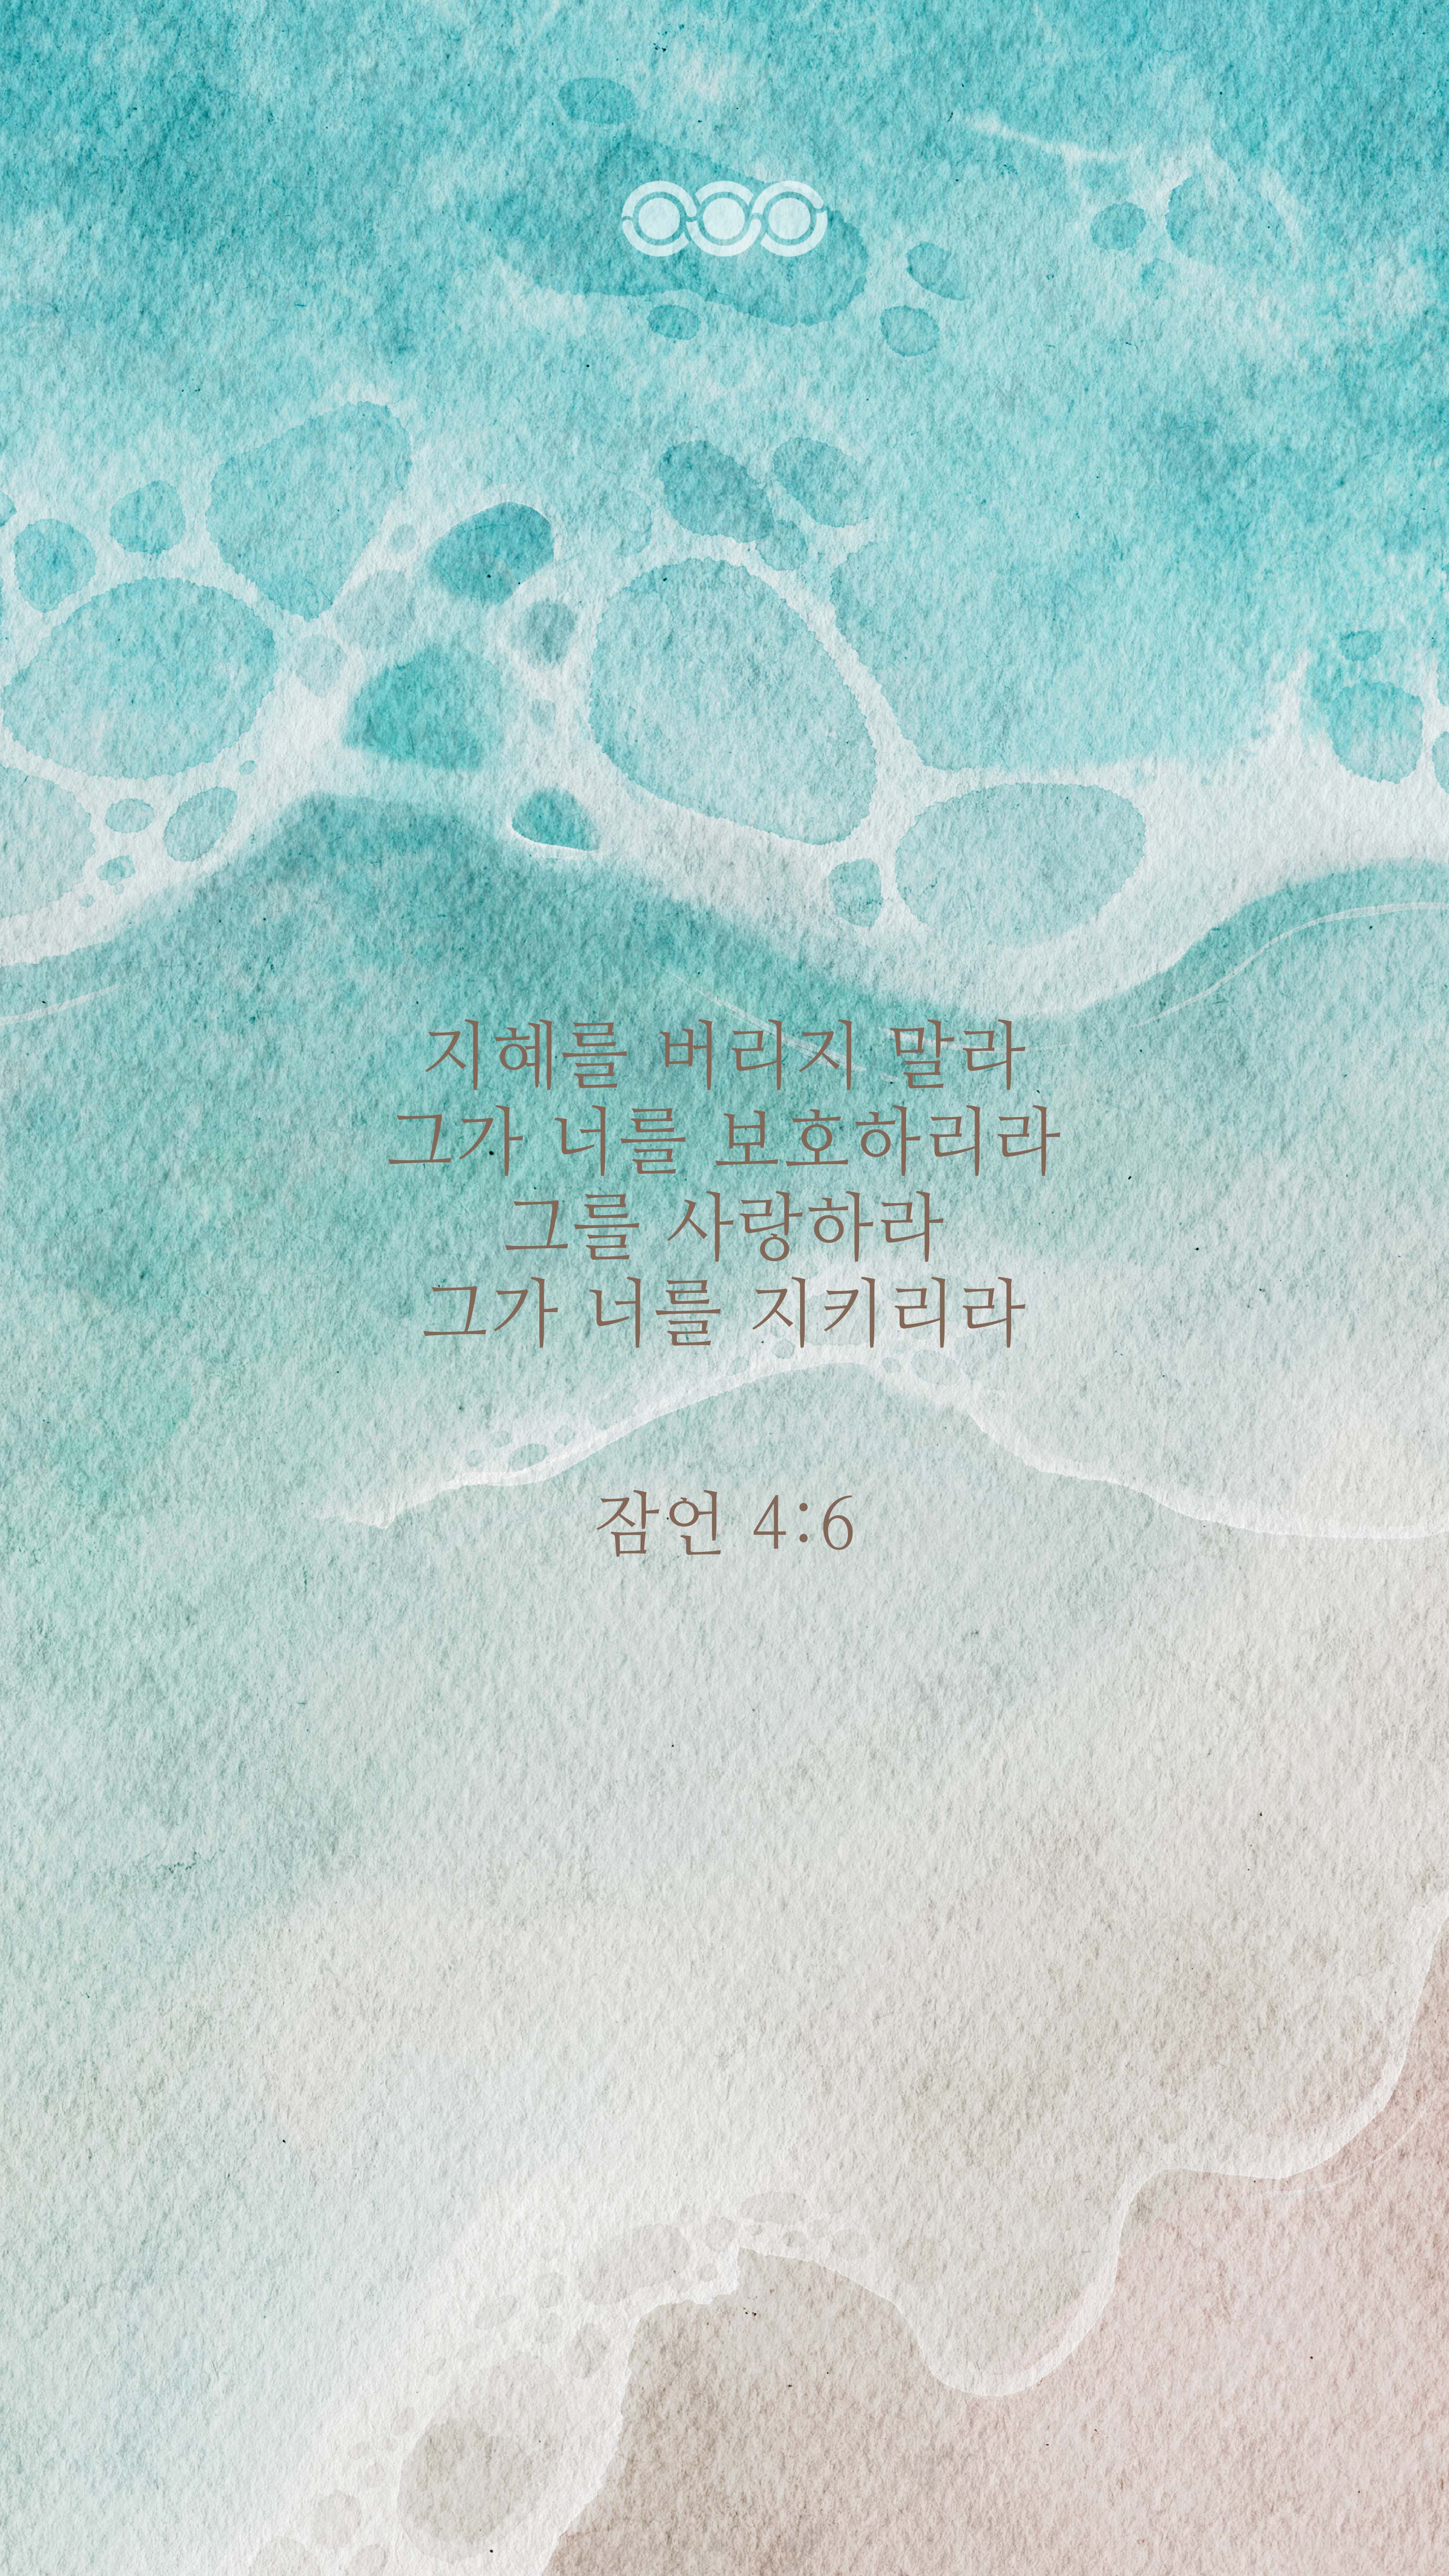 지혜를 버리지 말라
그가 너를 보호하리라
그를 사랑하라
그가 너를 지키리라
잠언 4:6